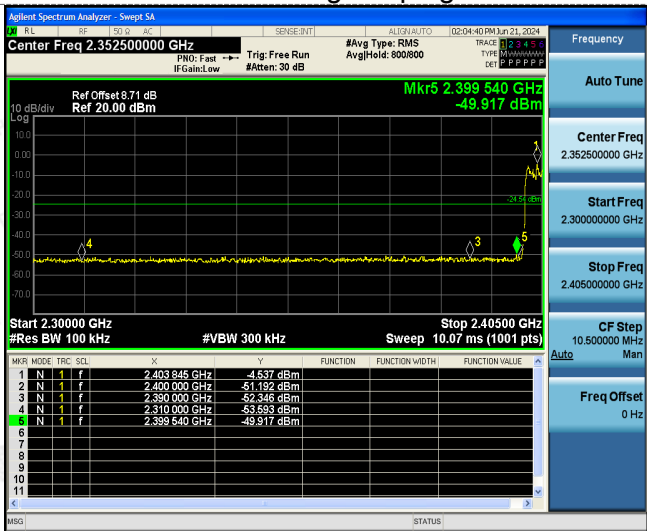 Agilent Spectrum Analyzer - Swept SA
RL RF 50 Ω AC SENSE:INT ALIGN AUTO 02:04:40 PM Jun 21, 2024
Center Freq 2.352500000 GHz
PNO: Fast
IFGain:Low
Trig: Free Run
#Atten: 30 dB
#Avg Type: RMS
Avg|Hold: 800/800
TRACE 1 2 3 4 5 6
TYPE M
DET P P P P P P
Ref Offset 8.71 dB
10 dB/div Ref 20.00 dBm
Log
Mkr5 2.399 540 GHz
-49.917 dBm
10.0
0.00
-10.0
-20.0
-30.0
-40.0
-50.0
-60.0
-70.0
1
-24.54 dBm
4
3
5
Start 2.30000 GHz Stop 2.40500 GHz
#Res BW 100 kHz #VBW 300 kHz Sweep 10.07 ms (1001 pts)
MKR MODE TRC SCL X Y FUNCTION FUNCTION WIDTH FUNCTION VALUE
1 N 1 f 2.403 845 GHz -4.537 dBm
2 N 1 f 2.400 000 GHz -51.192 dBm
3 N 1 f 2.390 000 GHz -52.346 dBm
4 N 1 f 2.310 000 GHz -53.593 dBm
5 N 1 f 2.399 540 GHz -49.917 dBm
6
7
8
9
10
11
MSG STATUS
Frequency
Auto Tune
Center Freq
2.352500000 GHz
Start Freq
2.300000000 GHz
Stop Freq
2.405000000 GHz
CF Step
10.500000 MHz
Auto Man
Freq Offset
0 Hz